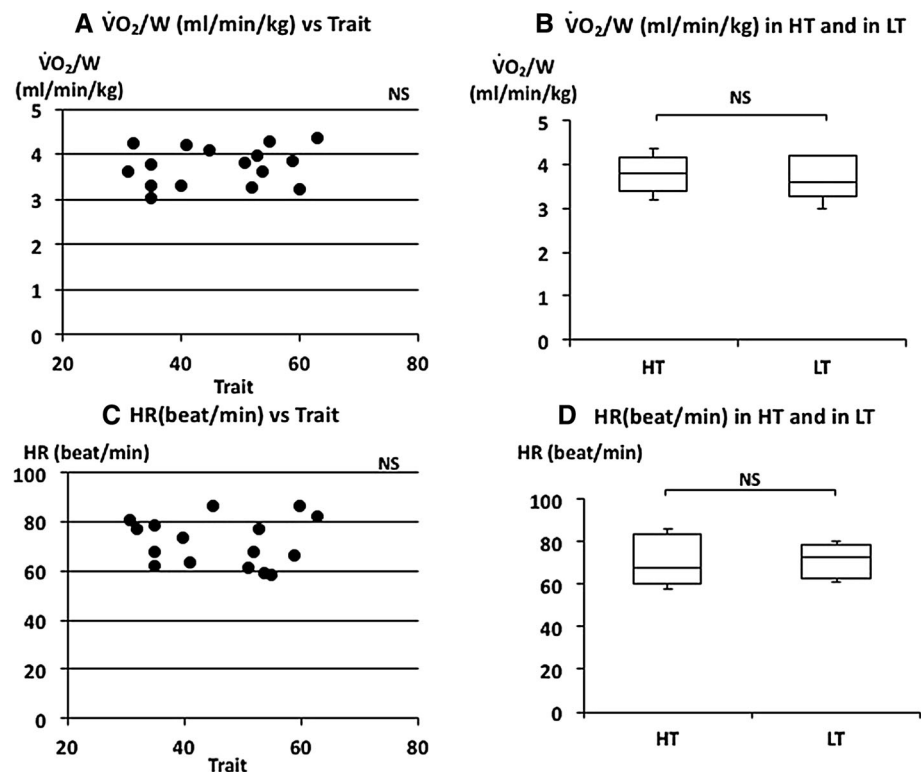 A V̇O₂/W (ml/min/kg) vs Trait
V̇O₂/W
(ml/min/kg)
NS
5
4
3
2
1
0
20 40 60 80
Trait
B V̇O₂/W (ml/min/kg) in HT and in LT
V̇O₂/W
(ml/min/kg)
NS
5
4
3
2
1
0
HT LT
C HR(beat/min) vs Trait
HR (beat/min)
NS
100
80
60
40
20
0
20 40 60 80
Trait
D HR(beat/min) in HT and in LT
HR (beat/min)
NS
100
80
60
40
20
0
HT LT